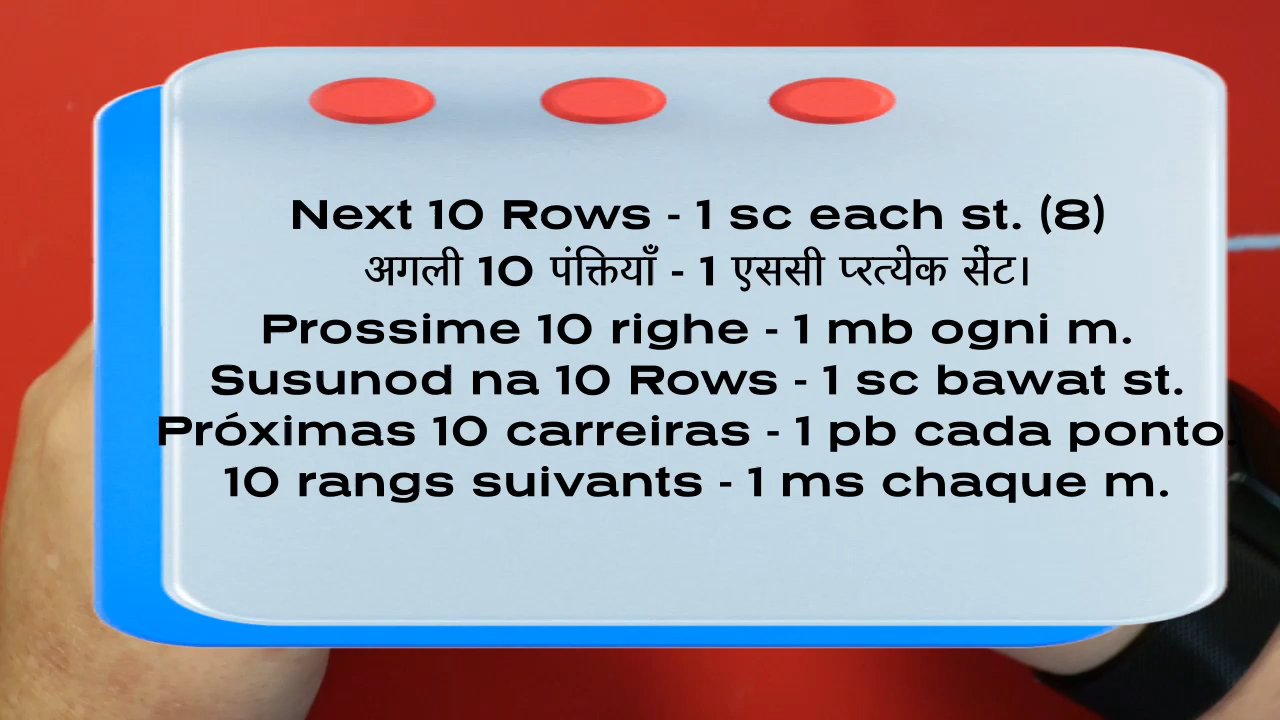 Next 10 Rows - 1 sc each st. (8)
अगली 10 पंक्तियाँ - 1 एससी प्रत्येक सेंट।
Prossime 10 righe - 1 mb ogni m.
Susunod na 10 Rows - 1 sc bawat st.
Próximas 10 carreiras - 1 pb cada ponto.
10 rangs suivants - 1 ms chaque m.